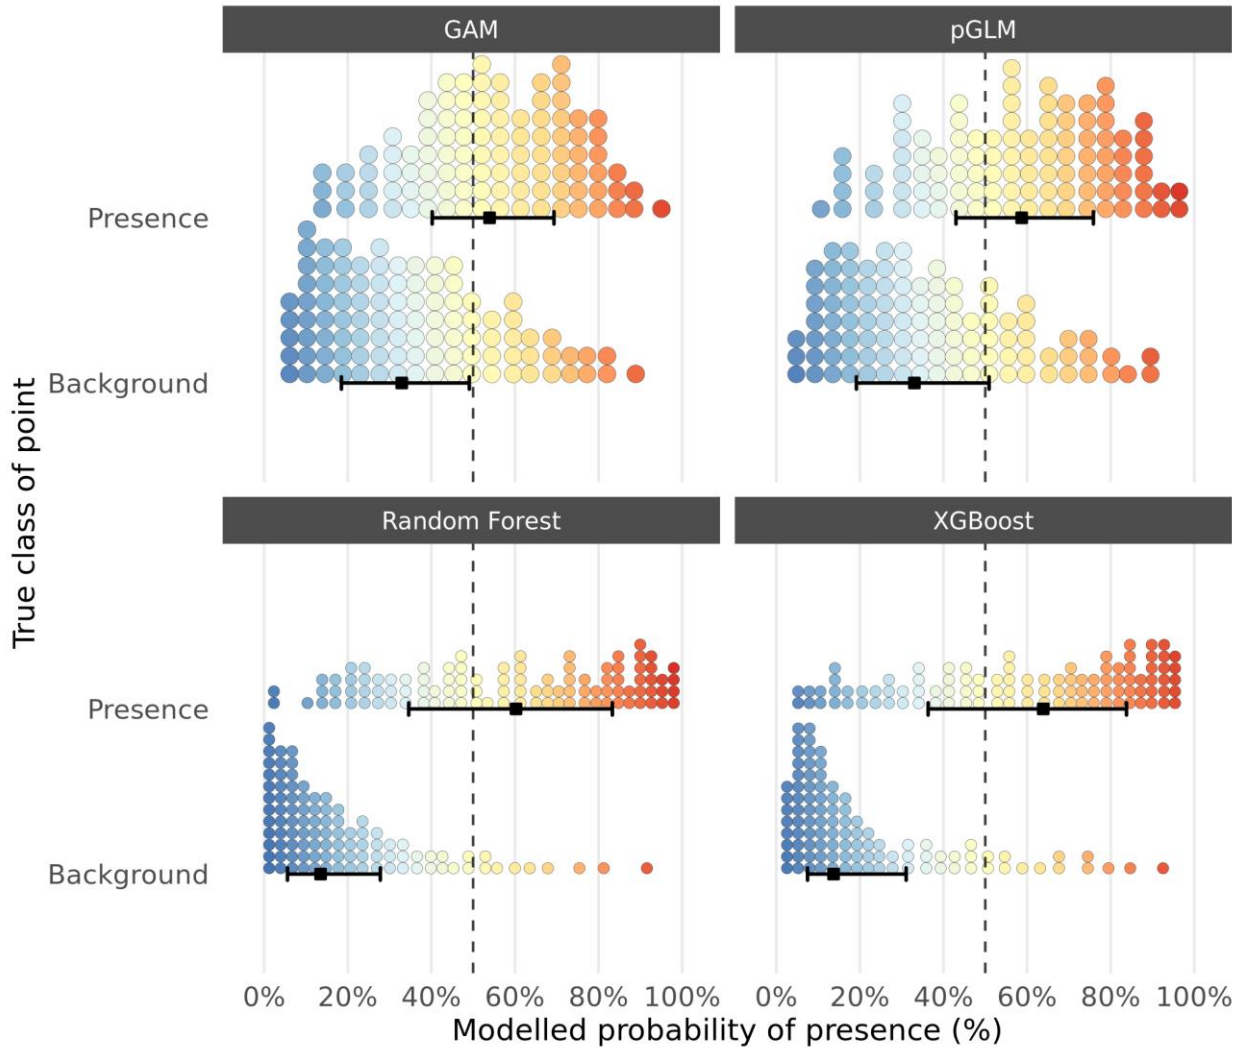 GAM
pGLM
Presence
Background
Random Forest
XGBoost
Presence
Background
0% 20% 40% 60% 80% 100%
0% 20% 40% 60% 80% 100%
Modelled probability of presence (%)
True class of point